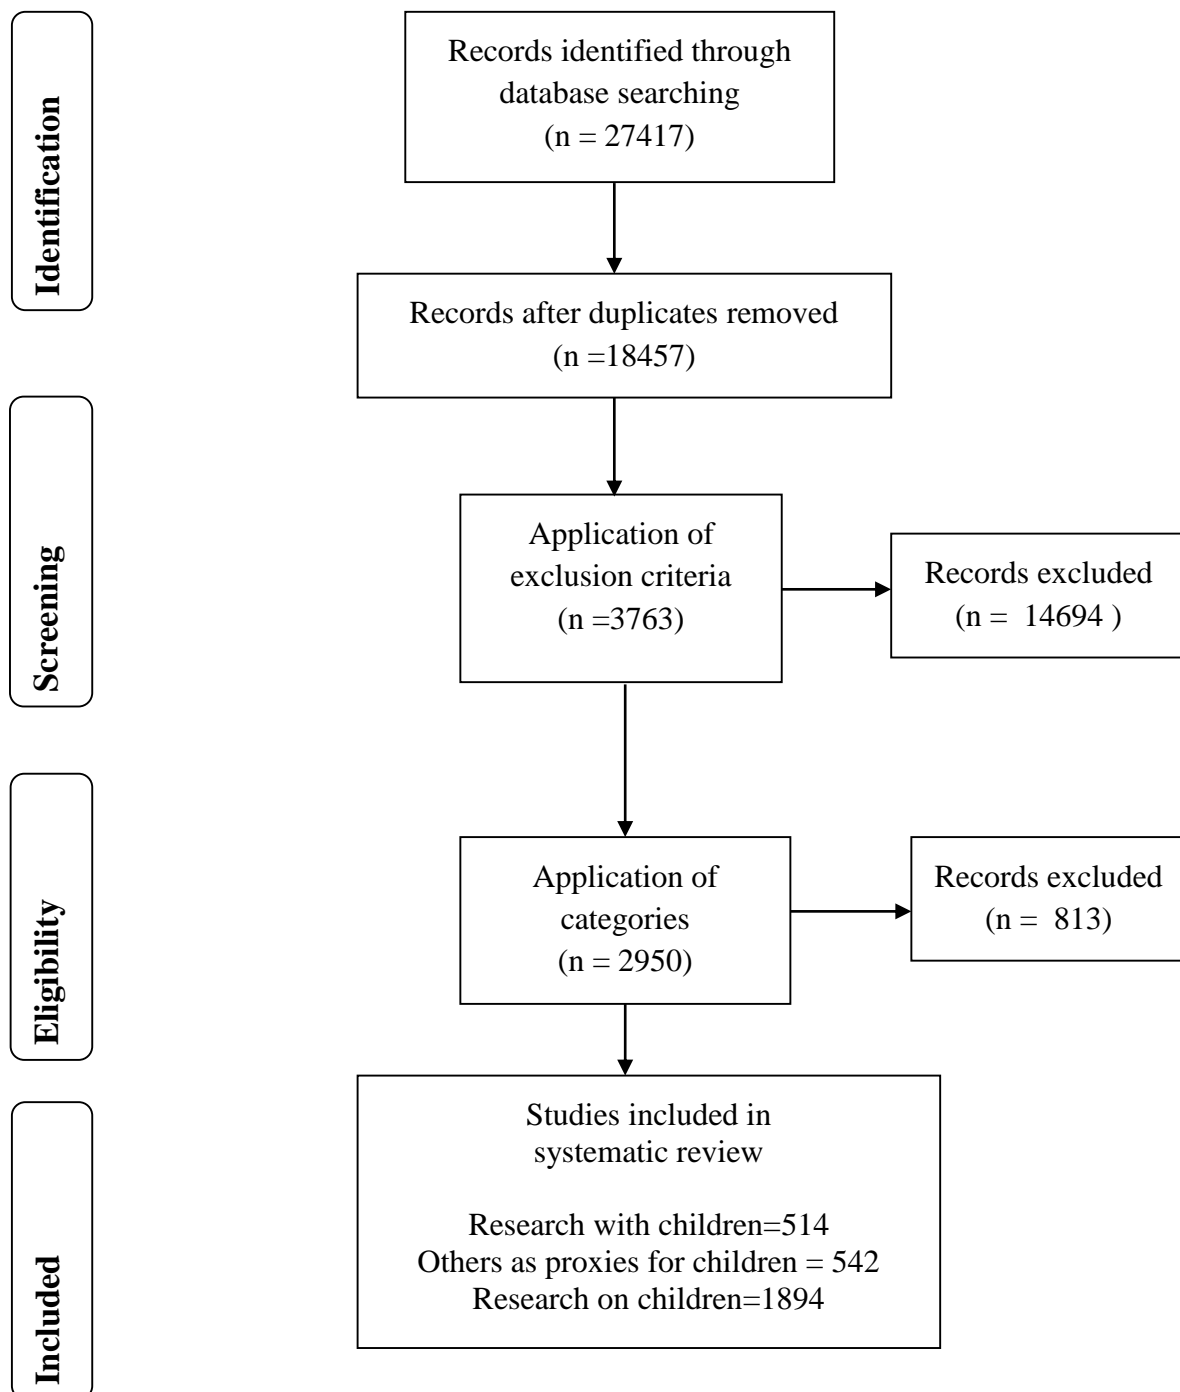 Identification
Records identified through
database searching
(n = 27417)
Records after duplicates removed
(n =18457)
Screening
Application of
exclusion criteria
(n =3763)
Records excluded
(n =  14694 )
Eligibility
Application of
categories
(n = 2950)
Records excluded
(n =  813)
Included
Studies included in
systematic review
Research with children=514
Others as proxies for children = 542
Research on children=1894